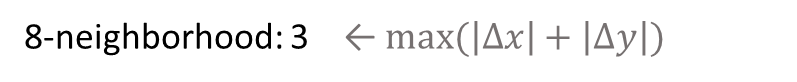 8-neighborhood: 3 ← max(|Δx| + |Δy|)